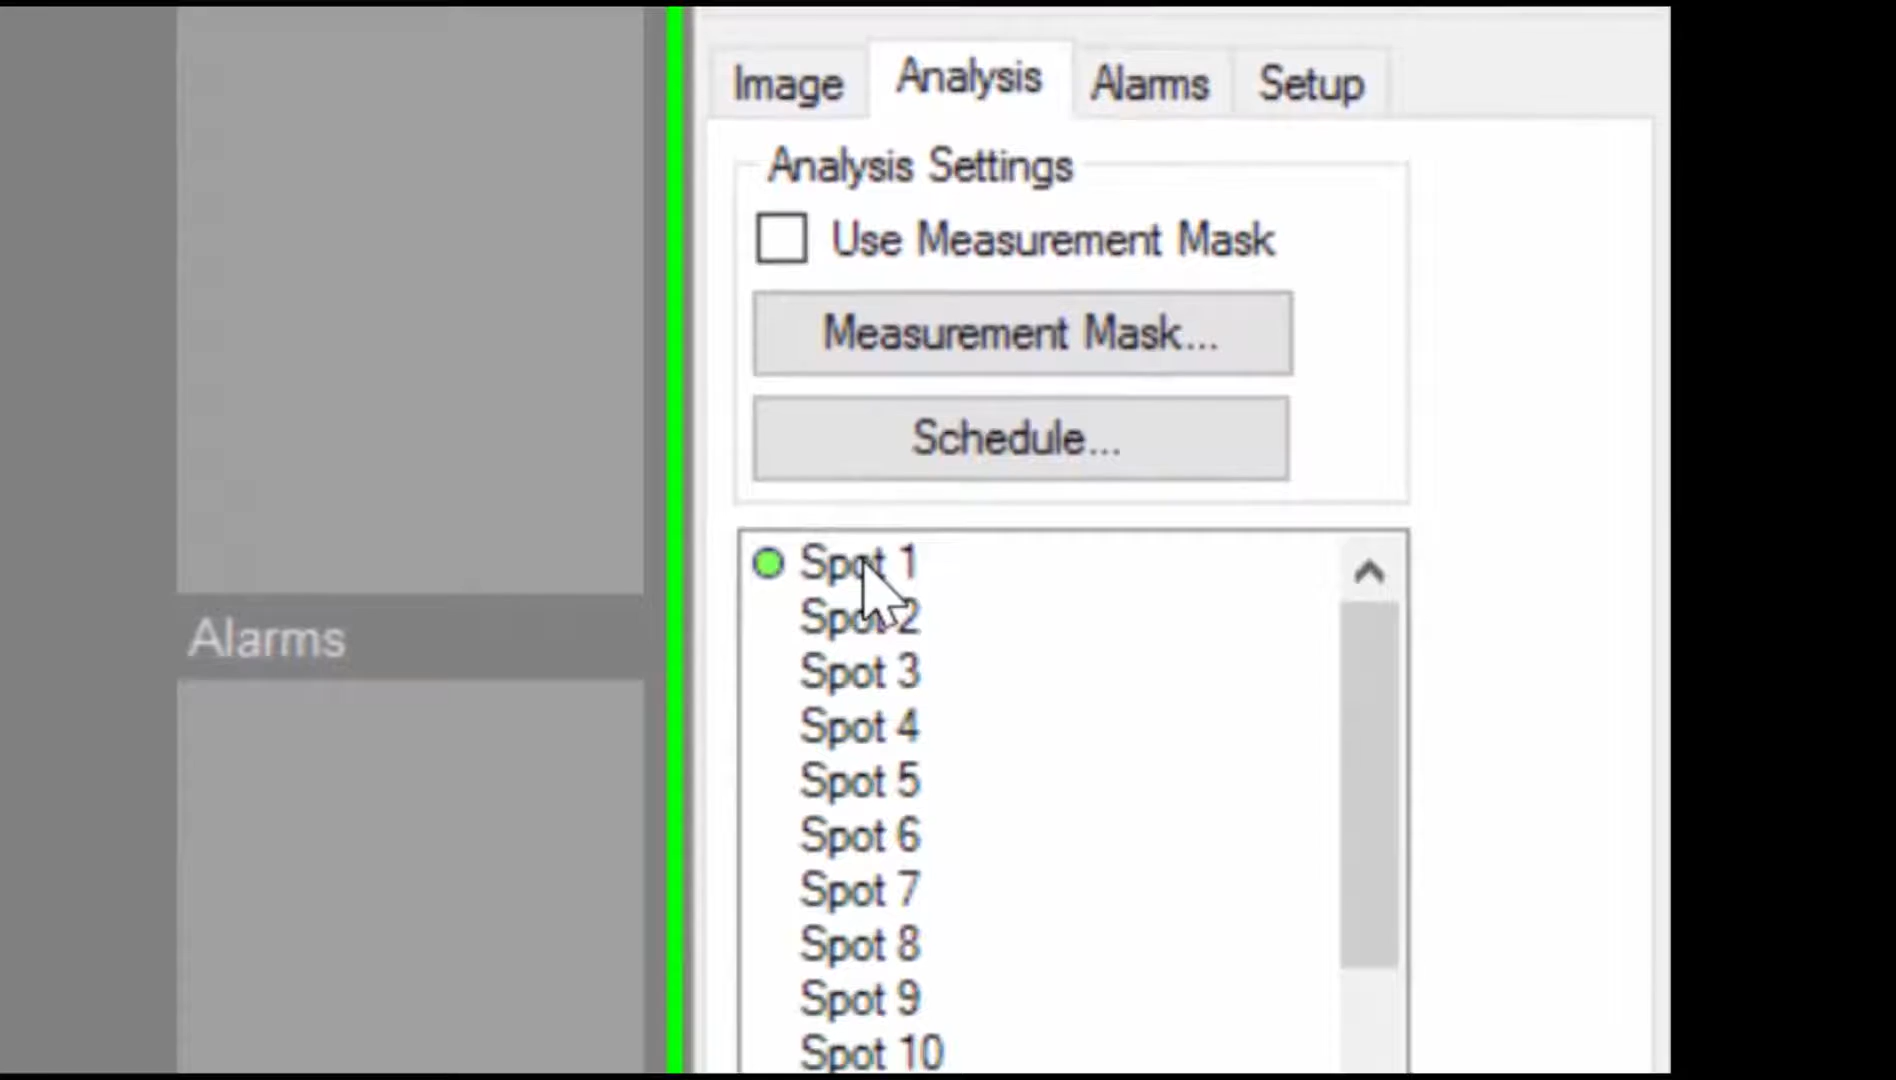 Image Analysis Alarms Setup
Analysis Settings
Use Measurement Mask
Measurement Mask...
Schedule...
Spot 1
Spot 2
Spot 3
Alarms
Spot 4
Spot 5
Spot 6
Spot 7
Spot 8
Spot 9
Spot 10